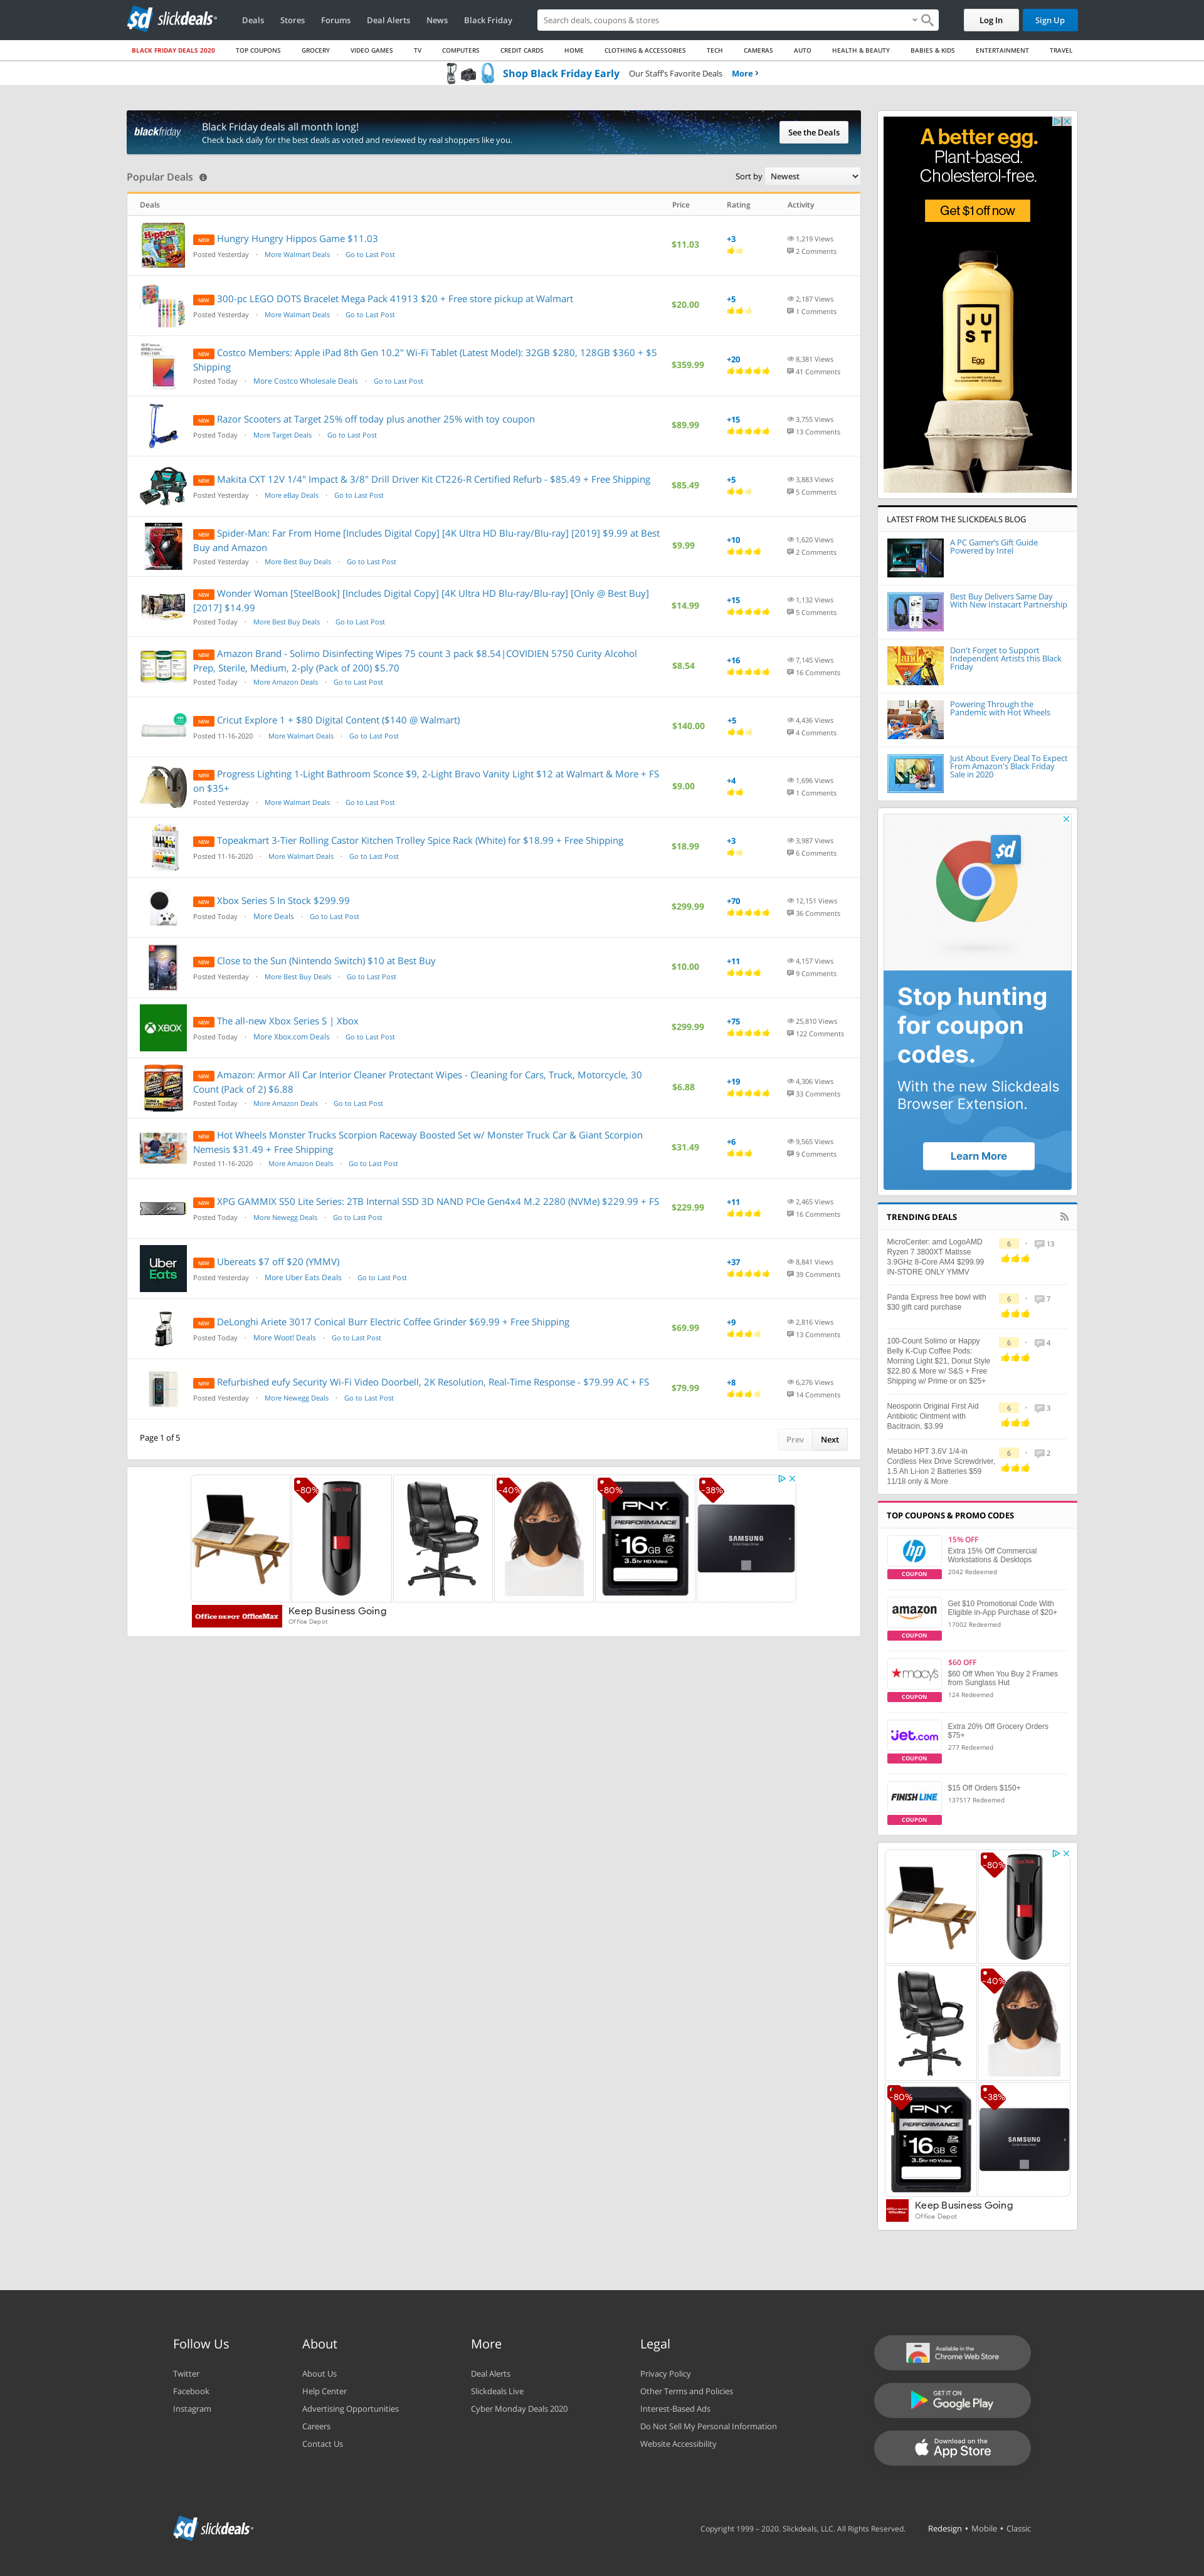 sd slickdeals
Deals Stores Forums Deal Alerts News Black Friday
Search deals, coupons & stores
Log In Sign Up
BLACK FRIDAY DEALS 2020 TOP COUPONS GROCERY VIDEO GAMES TV COMPUTERS CREDIT CARDS HOME CLOTHING & ACCESSORIES TECH CAMERAS AUTO HEALTH & BEAUTY BABIES & KIDS ENTERTAINMENT TRAVEL
Shop Black Friday Early Our Staff's Favorite Deals More ›
blackfriday
Black Friday deals all month long!
Check back daily for the best deals as voted and reviewed by real shoppers like you.
See the Deals
Popular Deals
Sort by Newest
Deals Price Rating Activity
NEW Hungry Hungry Hippos Game $11.03
Posted Yesterday · More Walmart Deals · Go to Last Post
$11.03
+3
1,219 Views
2 Comments
NEW 300-pc LEGO DOTS Bracelet Mega Pack 41913 $20 + Free store pickup at Walmart
Posted Yesterday · More Walmart Deals · Go to Last Post
$20.00
+5
2,187 Views
1 Comments
NEW Costco Members: Apple iPad 8th Gen 10.2" Wi-Fi Tablet (Latest Model): 32GB $280, 128GB $360 + $5
Shipping
Posted Today · More Costco Wholesale Deals · Go to Last Post
$359.99
+20
8,381 Views
41 Comments
NEW Razor Scooters at Target 25% off today plus another 25% with toy coupon
Posted Today · More Target Deals · Go to Last Post
$89.99
+15
3,755 Views
13 Comments
NEW Makita CXT 12V 1/4" Impact & 3/8" Drill Driver Kit CT226-R Certified Refurb - $85.49 + Free Shipping
Posted Yesterday · More eBay Deals · Go to Last Post
$85.49
+5
3,883 Views
5 Comments
NEW Spider-Man: Far From Home [Includes Digital Copy] [4K Ultra HD Blu-ray/Blu-ray] [2019] $9.99 at Best
Buy and Amazon
Posted Yesterday · More Best Buy Deals · Go to Last Post
$9.99
+10
1,620 Views
2 Comments
NEW Wonder Woman [SteelBook] [Includes Digital Copy] [4K Ultra HD Blu-ray/Blu-ray] [Only @ Best Buy]
[2017] $14.99
Posted Today · More Best Buy Deals · Go to Last Post
$14.99
+15
1,132 Views
5 Comments
NEW Amazon Brand - Solimo Disinfecting Wipes 75 count 3 pack $8.54|COVIDIEN 5750 Curity Alcohol
Prep, Sterile, Medium, 2-ply (Pack of 200) $5.70
Posted Today · More Amazon Deals · Go to Last Post
$8.54
+16
7,145 Views
16 Comments
NEW Cricut Explore 1 + $80 Digital Content ($140 @ Walmart)
Posted 11-16-2020 · More Walmart Deals · Go to Last Post
$140.00
+5
4,436 Views
4 Comments
NEW Progress Lighting 1-Light Bathroom Sconce $9, 2-Light Bravo Vanity Light $12 at Walmart & More + FS
on $35+
Posted Yesterday · More Walmart Deals · Go to Last Post
$9.00
+4
1,696 Views
1 Comments
NEW Topeakmart 3-Tier Rolling Castor Kitchen Trolley Spice Rack (White) for $18.99 + Free Shipping
Posted 11-16-2020 · More Walmart Deals · Go to Last Post
$18.99
+3
3,987 Views
6 Comments
NEW Xbox Series S In Stock $299.99
Posted Today · More Deals · Go to Last Post
$299.99
+70
12,151 Views
36 Comments
NEW Close to the Sun (Nintendo Switch) $10 at Best Buy
Posted Yesterday · More Best Buy Deals · Go to Last Post
$10.00
+11
4,157 Views
9 Comments
XBOX
NEW The all-new Xbox Series S | Xbox
Posted Today · More Xbox.com Deals · Go to Last Post
$299.99
+75
25,810 Views
122 Comments
NEW Amazon: Armor All Car Interior Cleaner Protectant Wipes - Cleaning for Cars, Truck, Motorcycle, 30
Count (Pack of 2) $6.88
Posted Today · More Amazon Deals · Go to Last Post
$6.88
+19
4,306 Views
33 Comments
NEW Hot Wheels Monster Trucks Scorpion Raceway Boosted Set w/ Monster Truck Car & Giant Scorpion
Nemesis $31.49 + Free Shipping
Posted 11-16-2020 · More Amazon Deals · Go to Last Post
$31.49
+6
9,565 Views
9 Comments
NEW XPG GAMMIX S50 Lite Series: 2TB Internal SSD 3D NAND PCIe Gen4x4 M.2 2280 (NVMe) $229.99 + FS
Posted Today · More Newegg Deals · Go to Last Post
$229.99
+11
2,465 Views
16 Comments
Uber
Eats
NEW Ubereats $7 off $20 (YMMV)
Posted Yesterday · More Uber Eats Deals · Go to Last Post
+37
8,841 Views
39 Comments
NEW DeLonghi Ariete 3017 Conical Burr Electric Coffee Grinder $69.99 + Free Shipping
Posted Today · More Woot! Deals · Go to Last Post
$69.99
+9
2,816 Views
13 Comments
NEW Refurbished eufy Security Wi-Fi Video Doorbell, 2K Resolution, Real-Time Response - $79.99 AC + FS
Posted Yesterday · More Newegg Deals · Go to Last Post
$79.99
+8
6,276 Views
14 Comments
Page 1 of 5
Prev Next
-80% -40% -80% -38%
SanDisk
PNY
PERFORMANCE
16 GB
3.5hr HD Video
SAMSUNG
Office DEPOT OfficeMax
Keep Business Going
Office Depot
A better egg.
Plant-based.
Cholesterol-free.
Get $1 off now
JUST
Egg
LATEST FROM THE SLICKDEALS BLOG
A PC Gamer's Gift Guide
Powered by Intel
Best Buy Delivers Same Day
With New Instacart Partnership
Don't Forget to Support
Independent Artists this Black
Friday
Powering Through the
Pandemic with Hot Wheels
Just About Every Deal To Expect
From Amazon's Black Friday
Sale in 2020
sd
Stop hunting
for coupon
codes.
With the new Slickdeals
Browser Extension.
Learn More
TRENDING DEALS
MicroCenter: amd LogoAMD
Ryzen 7 3800XT Matisse
3.9GHz 8-Core AM4 $299.99
IN-STORE ONLY YMMV
6 • 13
Panda Express free bowl with
$30 gift card purchase
6 • 7
100-Count Solimo or Happy
Belly K-Cup Coffee Pods:
Morning Light $21, Donut Style
$22.80 & More w/ S&S + Free
Shipping w/ Prime or on $25+
6 • 4
Neosporin Original First Aid
Antibiotic Ointment with
Bacitracin, $3.99
6 • 3
Metabo HPT 3.6V 1/4-in
Cordless Hex Drive Screwdriver,
1.5 Ah Li-ion 2 Batteries $59
11/18 only & More
6 • 2
TOP COUPONS & PROMO CODES
hp
COUPON
15% OFF
Extra 15% Off Commercial
Workstations & Desktops
2042 Redeemed
amazon
COUPON
Get $10 Promotional Code With
Eligible in-App Purchase of $20+
17002 Redeemed
macy's
COUPON
$60 OFF
$60 Off When You Buy 2 Frames
from Sunglass Hut
124 Redeemed
jet.com
COUPON
Extra 20% Off Grocery Orders
$75+
277 Redeemed
FINISH LINE
COUPON
$15 Off Orders $150+
137517 Redeemed
-80%
-40%
-80% -38%
PNY
PERFORMANCE
16 GB
3.5hr HD Video
SAMSUNG
Keep Business Going
Office Depot
Follow Us
Twitter
Facebook
Instagram
About
About Us
Help Center
Advertising Opportunities
Careers
Contact Us
More
Deal Alerts
Slickdeals Live
Cyber Monday Deals 2020
Legal
Privacy Policy
Other Terms and Policies
Interest-Based Ads
Do Not Sell My Personal Information
Website Accessibility
Available in the
Chrome Web Store
GET IT ON
Google Play
Download on the
App Store
sd slickdeals
Copyright 1999 – 2020. Slickdeals, LLC. All Rights Reserved. Redesign • Mobile • Classic